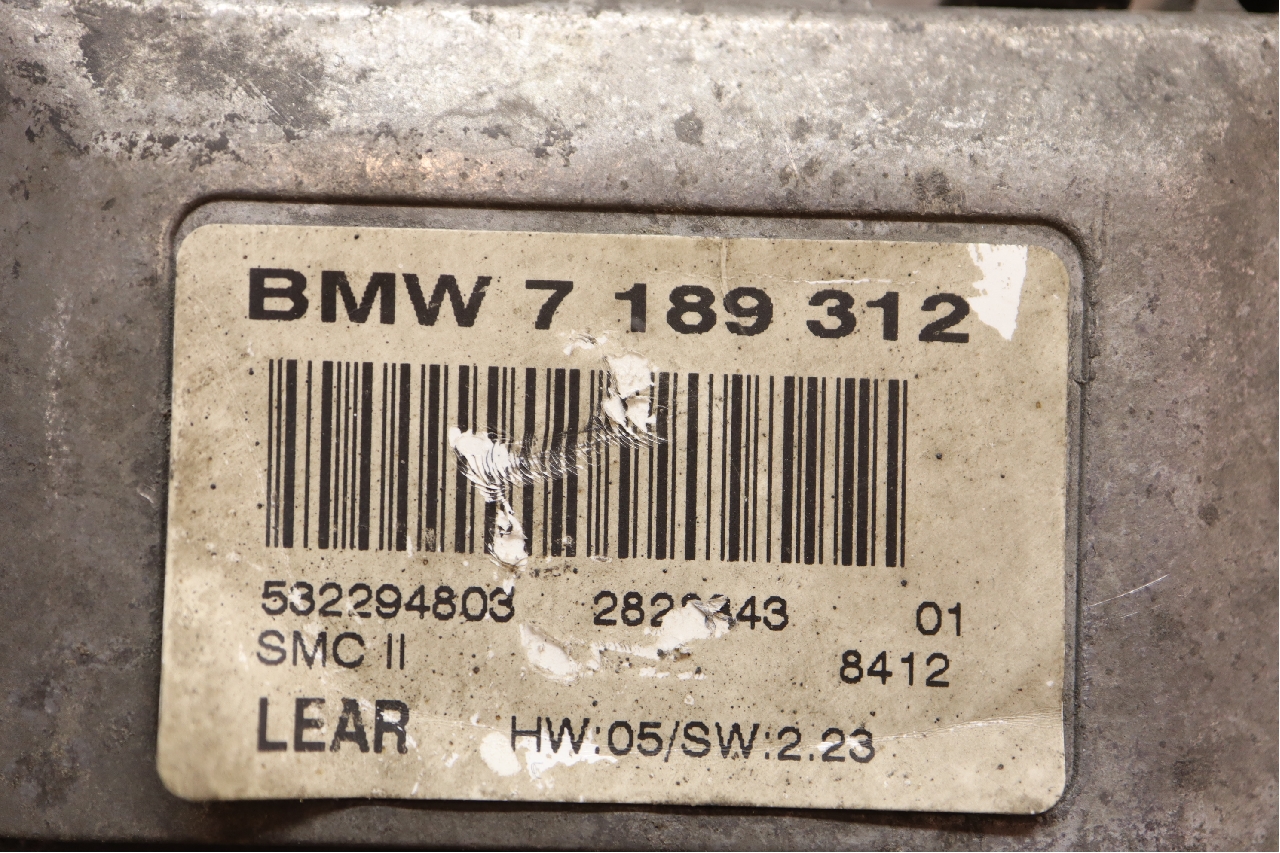 BMW 7 189 312
532294803 01
SMC II 8412
LEAR HW:05/SW:2.23